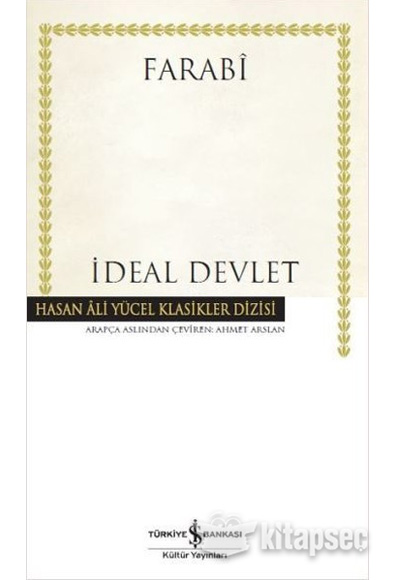 FARABÎ
İDEAL DEVLET
HASAN ÂLİ YÜCEL KLASİKLER DİZİSİ
ARAPÇA ASLINDAN ÇEVİREN: AHMET ARSLAN
TÜRKİYE İŞ BANKASI
Kültür Yayınları
kitapseç